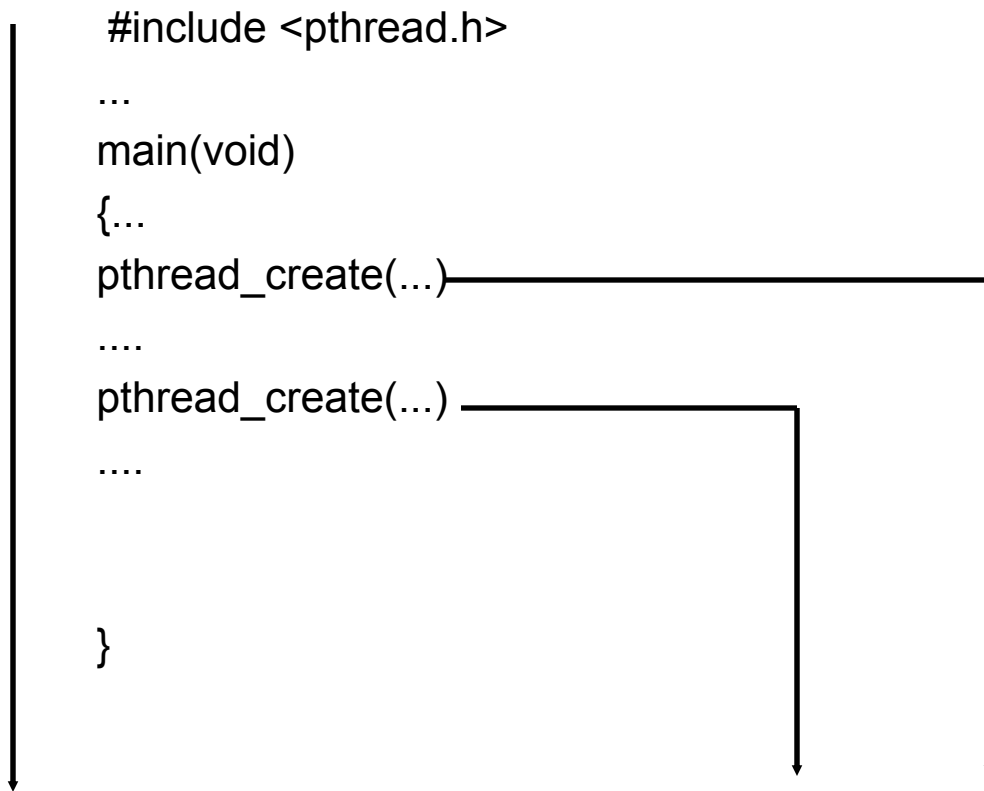 #include <pthread.h>
...
main(void)
{...
pthread_create(...)
....
pthread_create(...)
....
}